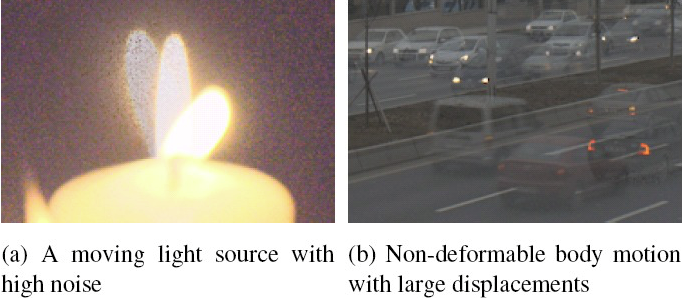 (a) A moving light source with
high noise
(b) Non-deformable body motion
with large displacements